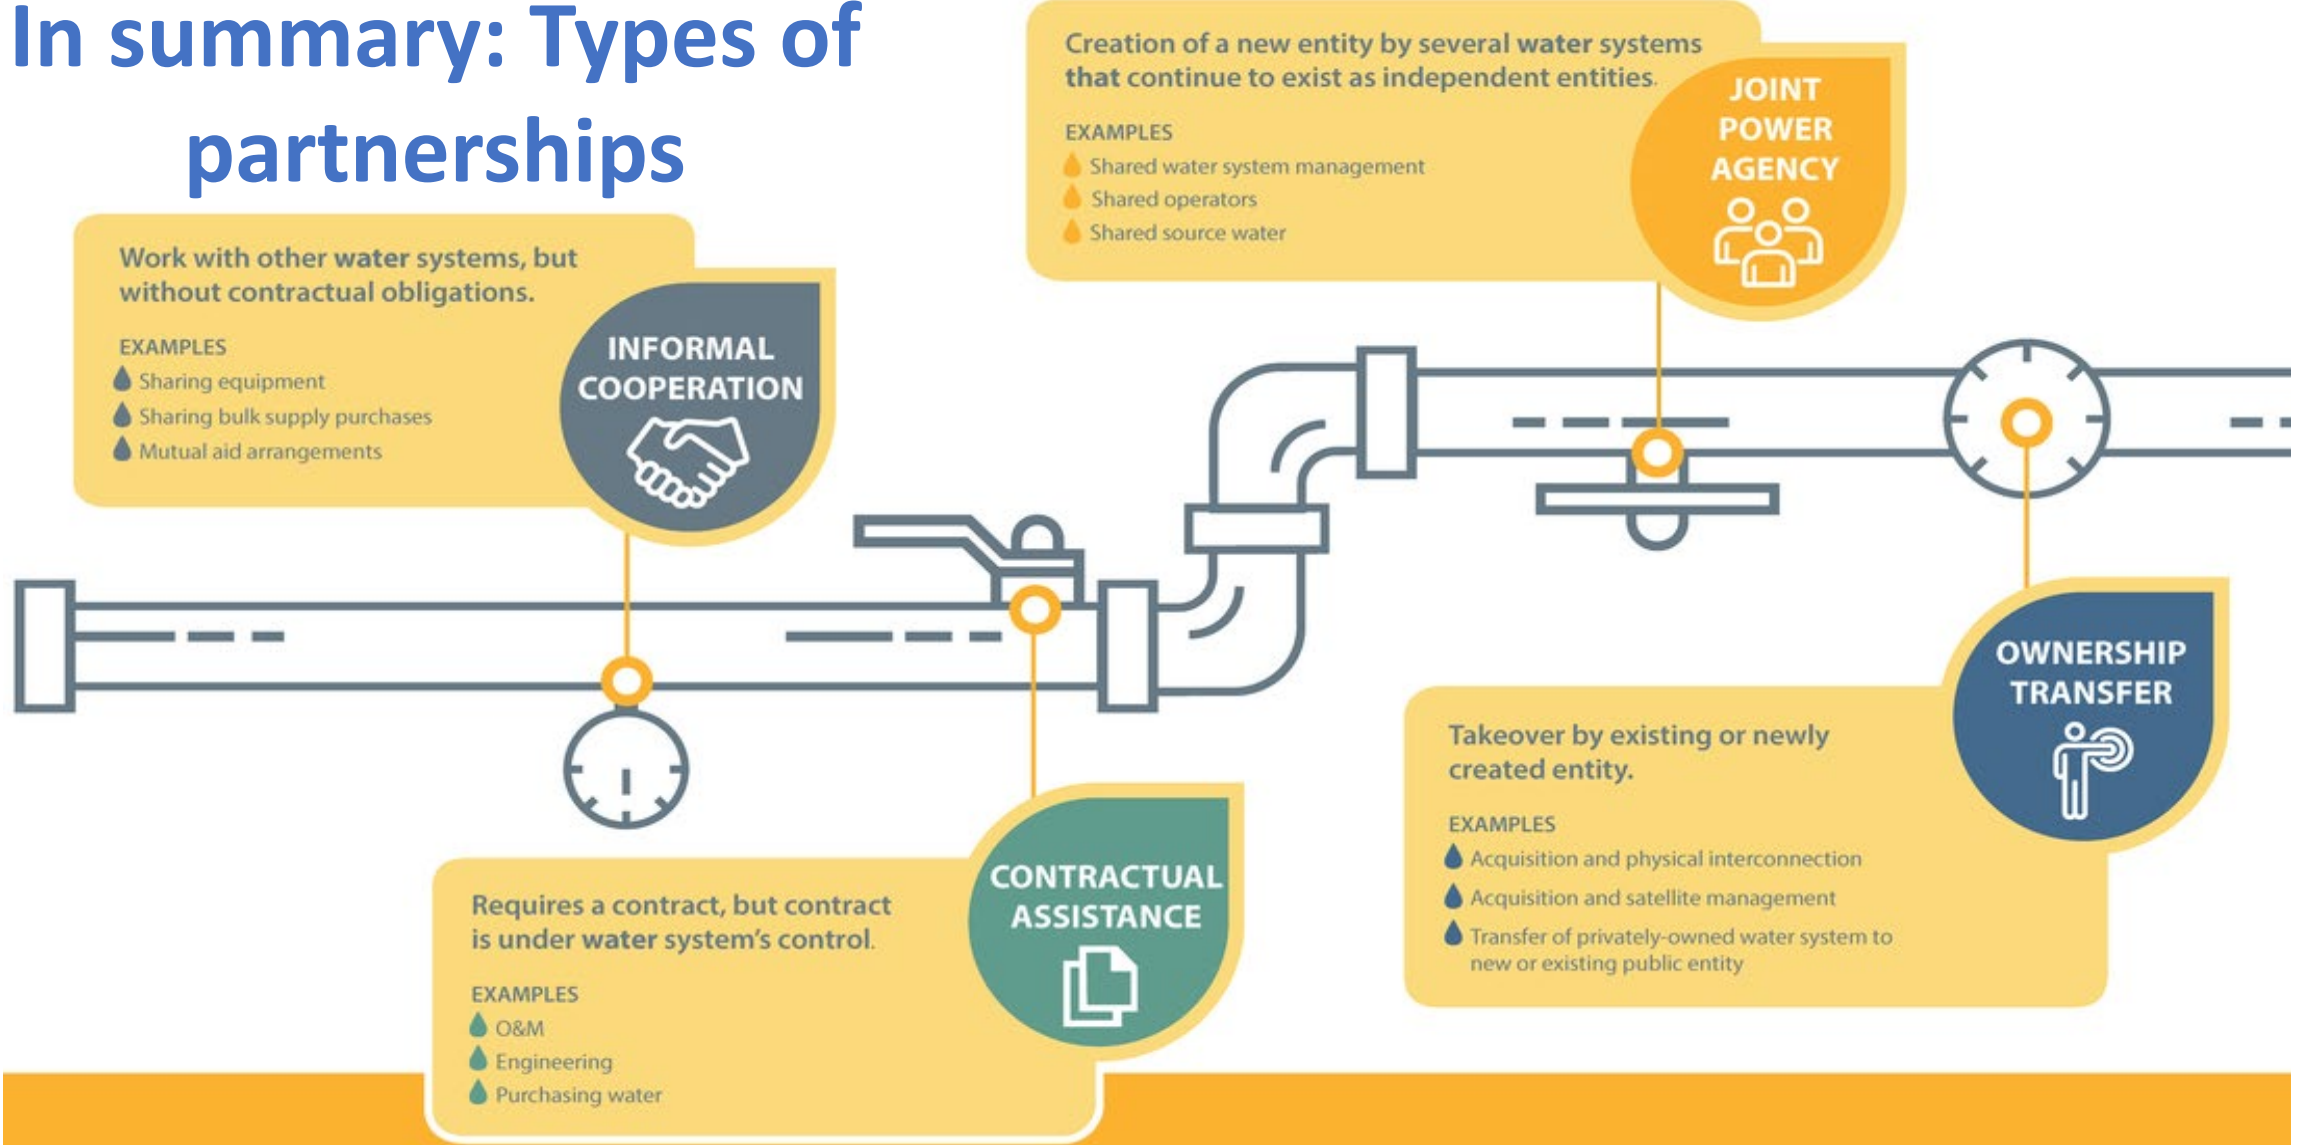 In summary: Types of
partnerships
Work with other water systems, but
without contractual obligations.
EXAMPLES
Sharing equipment
Sharing bulk supply purchases
Mutual aid arrangements
INFORMAL
COOPERATION
Requires a contract, but contract
is under water system's control.
EXAMPLES
O&M
Engineering
Purchasing water
CONTRACTUAL
ASSISTANCE
Creation of a new entity by several water systems
that continue to exist as independent entities.
EXAMPLES
Shared water system management
Shared operators
Shared source water
JOINT
POWER
AGENCY
Takeover by existing or newly
created entity.
EXAMPLES
Acquisition and physical interconnection
Acquisition and satellite management
Transfer of privately-owned water system to
new or existing public entity
OWNERSHIP
TRANSFER